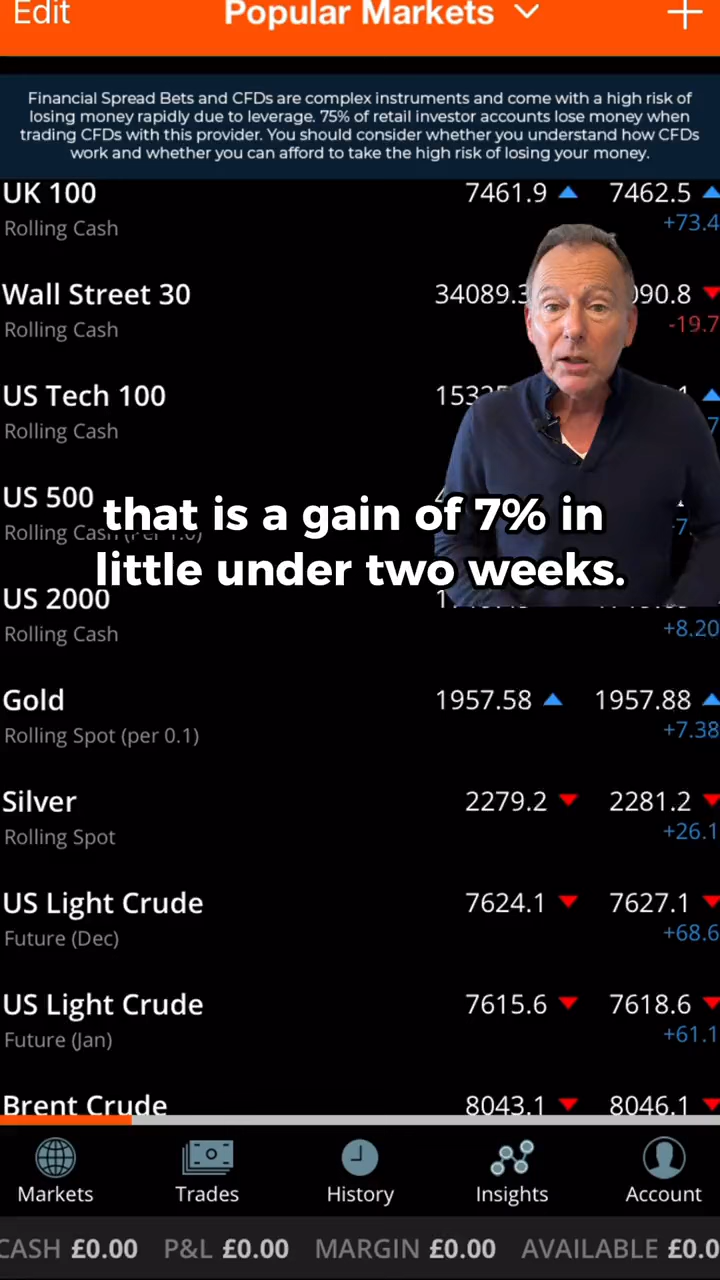 Edit Popular Markets
Financial Spread Bets and CFDs are complex instruments and come with a high risk of
losing money rapidly due to leverage. 75% of retail investor accounts lose money when
trading CFDs with this provider. You should consider whether you understand how CFDs
work and whether you can afford to take the high risk of losing your money.
UK 100 7461.9 7462.5
Rolling Cash +73.4
Wall Street 30 34089.3 090.8
Rolling Cash -19.7
US Tech 100
Rolling Cash
US 500
that is a gain of 7% in
Rolling
little under two weeks.
US 2000
Rolling Cash +8.20
Gold 1957.58 1957.88
Rolling Spot (per 0.1) +7.38
Silver 2279.2 2281.2
Rolling Spot +26.1
US Light Crude 7624.1 7627.1
Future (Dec) +68.6
US Light Crude 7615.6 7618.6
Future (Jan) +61.1
Brent Crude 8043.1 8046.1
Markets Trades History Insights Account
CASH £0.00 P&L £0.00 MARGIN £0.00 AVAILABLE £0.0